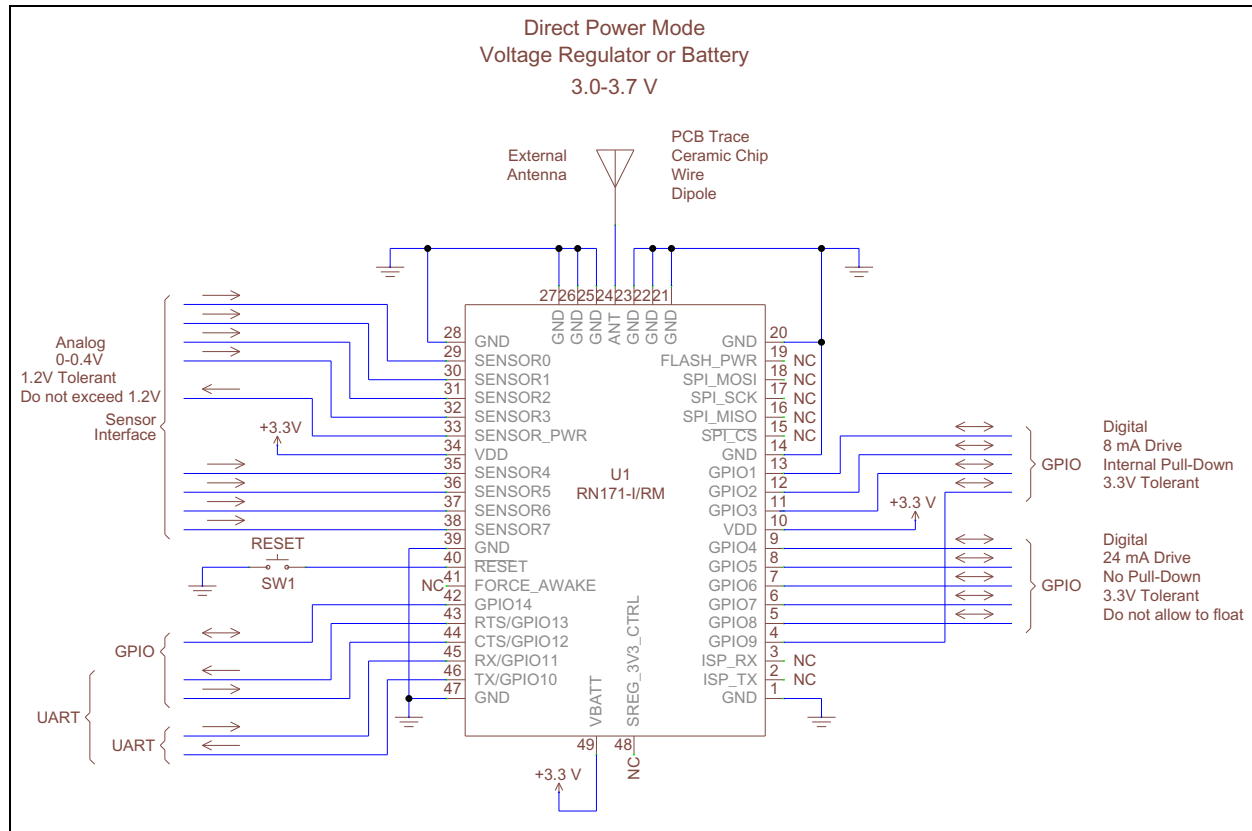 Direct Power Mode
Voltage Regulator or Battery
3.0-3.7 V
External
Antenna
PCB Trace
Ceramic Chip
Wire
Dipole
27 26 25 24 23 22 21
GND GND GND ANT GND GND GND
Analog
0-0.4V
1.2V Tolerant
Do not exceed 1.2V
Sensor
Interface
28 GND
29 SENSOR0
30 SENSOR1
31 SENSOR2
32 SENSOR3
33 SENSOR_PWR
+3.3V
34 VDD
35 SENSOR4
36 SENSOR5
37 SENSOR6
38 SENSOR7
39 GND
RESET
SW1
40 RESET
NC 41 FORCE_AWAKE
42 GPIO14
43 RTS/GPIO13
44 CTS/GPIO12
45 RX/GPIO11
46 TX/GPIO10
47 GND
GPIO
UART
UART
U1
RN171-I/RM
GND 20
FLASH_PWR 19 NC
SPI_MOSI 18 NC
SPI_SCK 17 NC
SPI_MISO 16 NC
SPI_CS 15 NC
GND 14
GPIO1 13
GPIO2 12
GPIO3 11
VDD 10
+3.3 V
GPIO4 9
GPIO5 8
GPIO6 7
GPIO7 6
GPIO8 5
GPIO9 4
ISP_RX 3 NC
ISP_TX 2 NC
GND 1
GPIO
Digital
8 mA Drive
Internal Pull-Down
3.3V Tolerant
GPIO
Digital
24 mA Drive
No Pull-Down
3.3V Tolerant
Do not allow to float
VBATT
SREG_3V3_CTRL
49
48
NC
+3.3 V